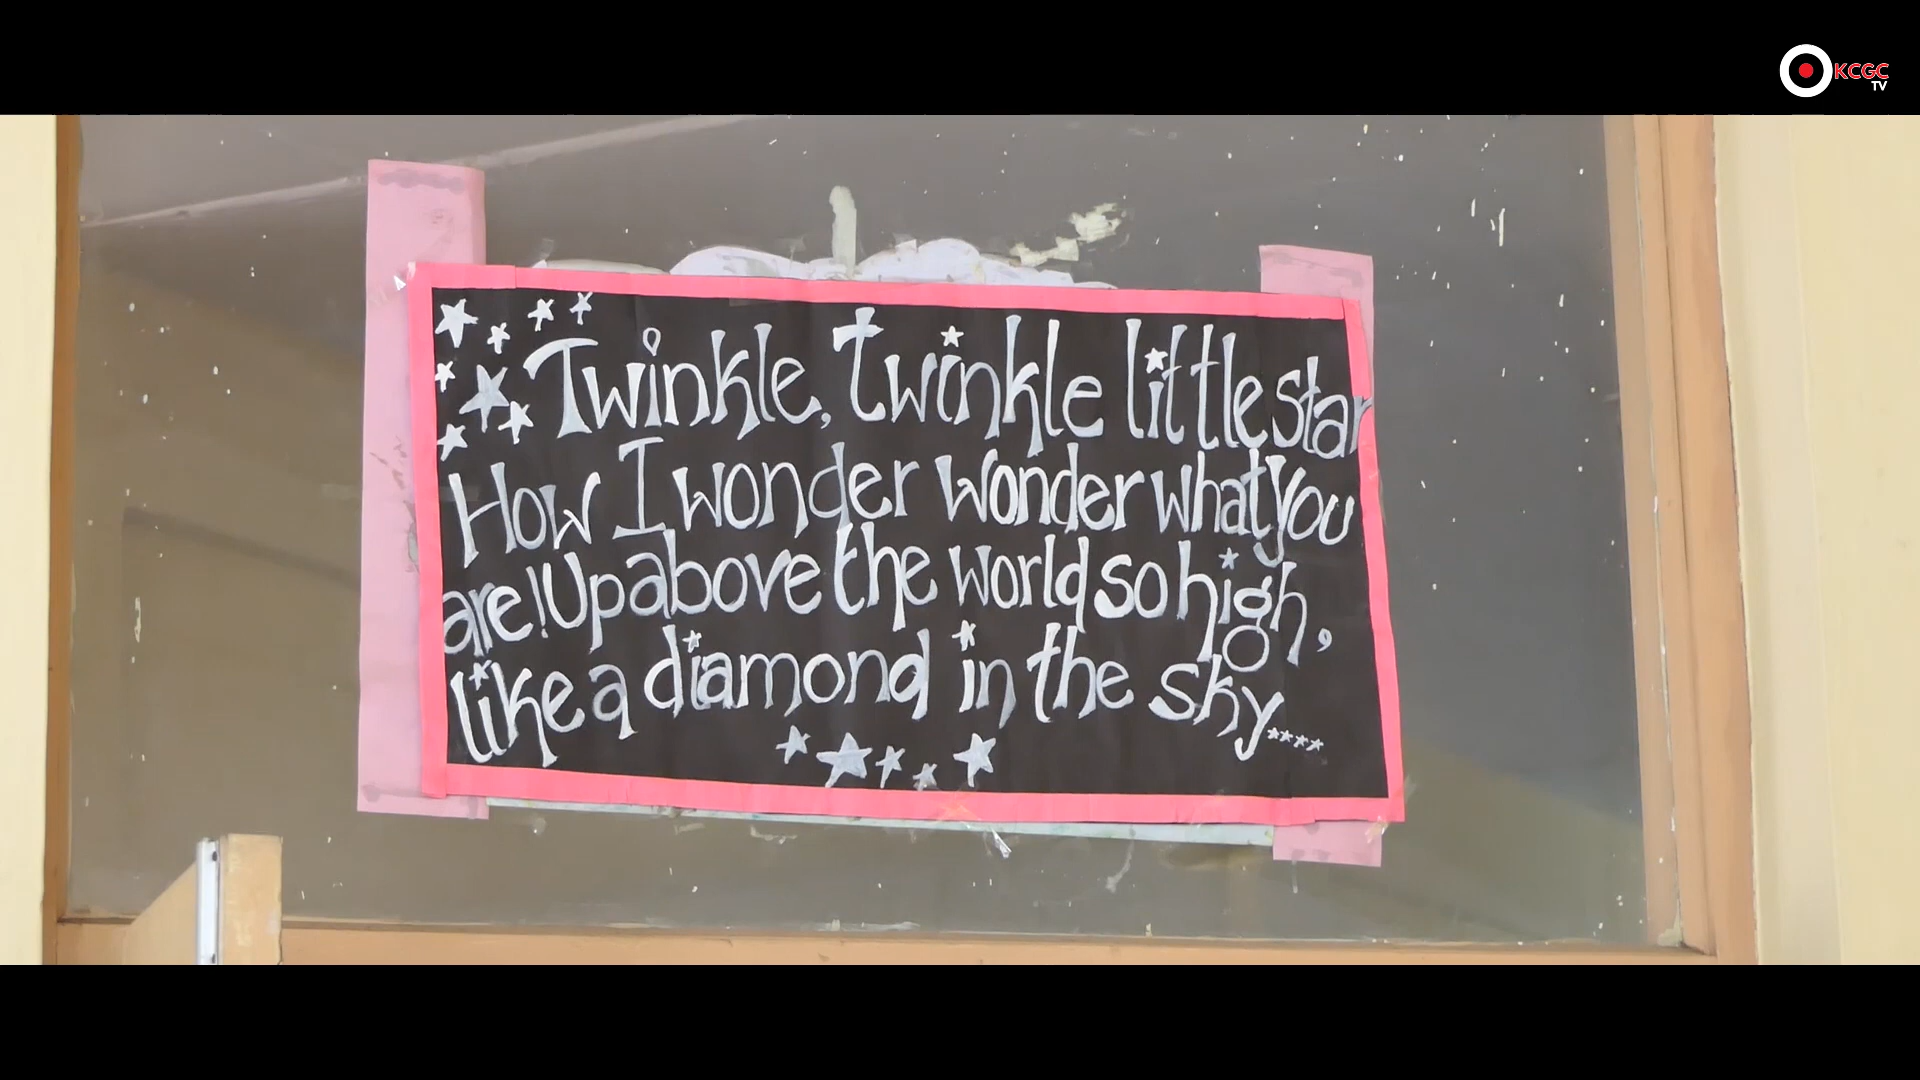 KCGC
TV
Twinkle, twinkle little star
How I wonder wonder what you
are! Up above the world so high,
like a diamond in the sky....